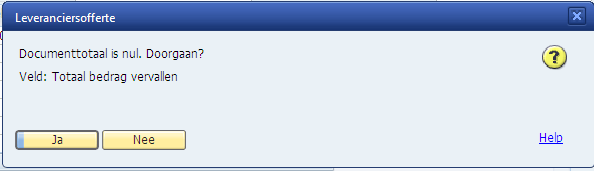 Leveranciersofferte
Documenttotaal is nul. Doorgaan?
Veld: Totaal bedrag vervallen
Ja Nee
Help